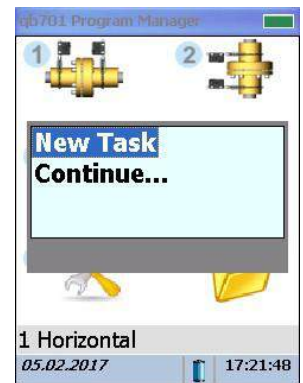 qb701 Program Manager
1
2
New Task
Continue...
1 Horizontal
05.02.2017
17:21:48